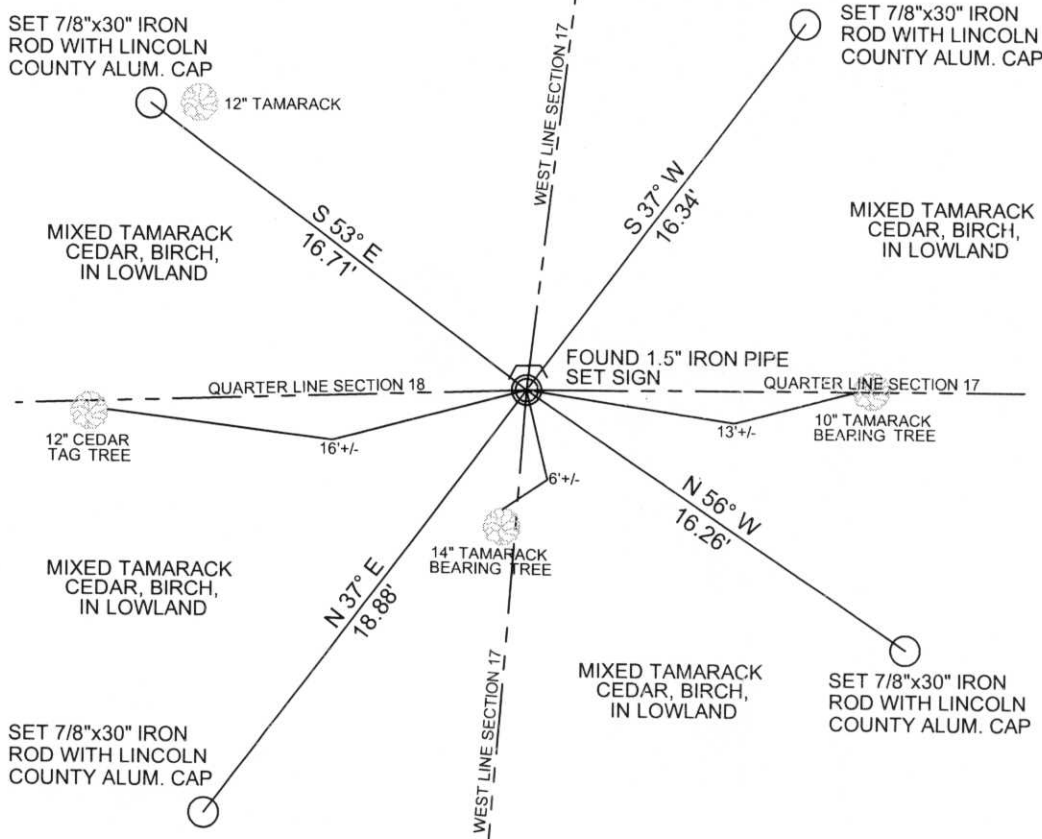 SET 7/8"x30" IRON
ROD WITH LINCOLN
COUNTY ALUM. CAP
12" TAMARACK
WEST LINE SECTION 17
SET 7/8"x30" IRON
ROD WITH LINCOLN
COUNTY ALUM. CAP
S 53° E
16.71'
S 37° W
16.34'
MIXED TAMARACK
CEDAR, BIRCH,
IN LOWLAND
MIXED TAMARACK
CEDAR, BIRCH,
IN LOWLAND
FOUND 1.5" IRON PIPE
SET SIGN
QUARTER LINE SECTION 18
QUARTER LINE SECTION 17
12" CEDAR
TAG TREE
16'+/-
13'+/-
10" TAMARACK
BEARING TREE
6'+/-
14" TAMARACK
BEARING TREE
N 56° W
16.26'
N 37° E
18.88'
MIXED TAMARACK
CEDAR, BIRCH,
IN LOWLAND
MIXED TAMARACK
CEDAR, BIRCH,
IN LOWLAND
WEST LINE SECTION 17
SET 7/8"x30" IRON
ROD WITH LINCOLN
COUNTY ALUM. CAP
SET 7/8"x30" IRON
ROD WITH LINCOLN
COUNTY ALUM. CAP